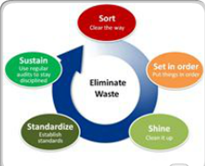 Sort
Clear the way
Set in order
Put things in order
Shine
Clean it up
Standardize
Establish
standards
Sustain
Use regular
audits to stay
disciplined
Eliminate
Waste